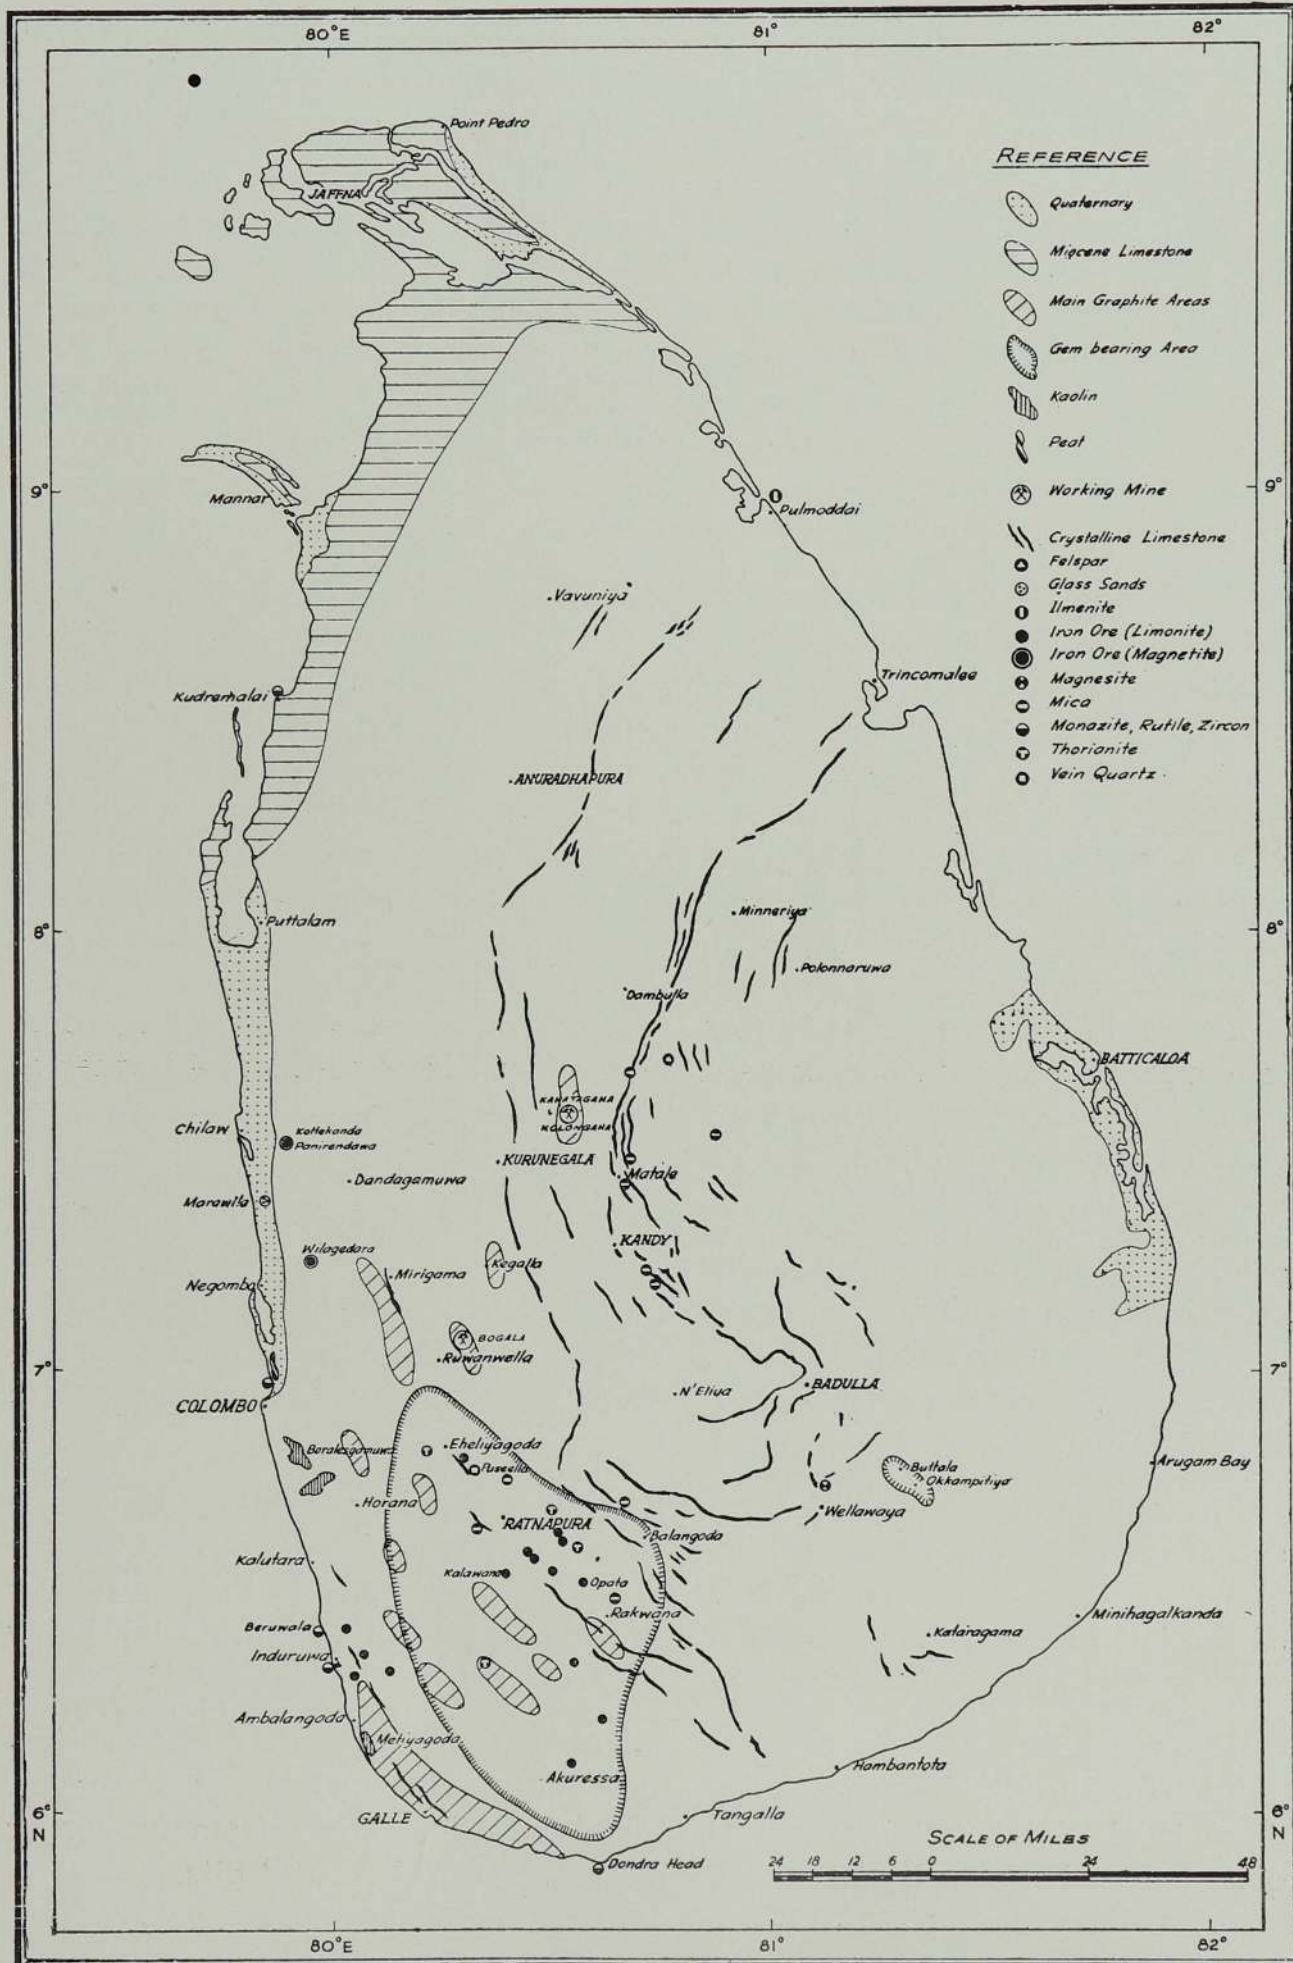 80°E 81° 82°
Point Pedro
REFERENCE
JAFFNA
Quaternary
Miocene Limestone
Main Graphite Areas
Gem bearing Area
Kaolin
Peat
Working Mine
Crystalline Limestone
Felspar
Glass Sands
Ilmenite
Iron Ore (Limonite)
Iron Ore (Magnetite)
Magnesite
Mica
Monazite, Rutile, Zircon
Thorianite
Vein Quartz
9° 9°
Mannar
Pulmoddai
Vavuniya
Trincomalee
Kudremalai
ANURADHAPURA
Minneriya
Puttalam
8° 8°
Polonnaruwa
Dambulla
BATTICALOA
KAHATAGAHA
KOLONGAHA
Chilaw
Kottekanda
Panirendawa
KURUNEGALA
Matale
Dandagamuwa
Marawila
KANDY
Wilagedara
Kegalla
Mirigama
Negombo
BOGALA
Ruwanwella
7° 7°
BADULLA
N'Eliya
COLOMBO
Eheliyagoda
Boralesgamuwa
Arugam Bay
Pussella
Buttala
Okkampitiya
Horana
Wellawaya
RATNAPURA
Balangoda
Kalutara
Kalawana
Opata
Rakwana
Minihagalkanda
Beruwala
Kataragama
Induruwa
Ambalangoda
Metiyagoda
Hambantota
Akuressa
GALLE
Tangalla
6° 6°
N N
SCALE OF MILES
Dondra Head
24 18 12 6 0 24 48
80°E 81° 82°